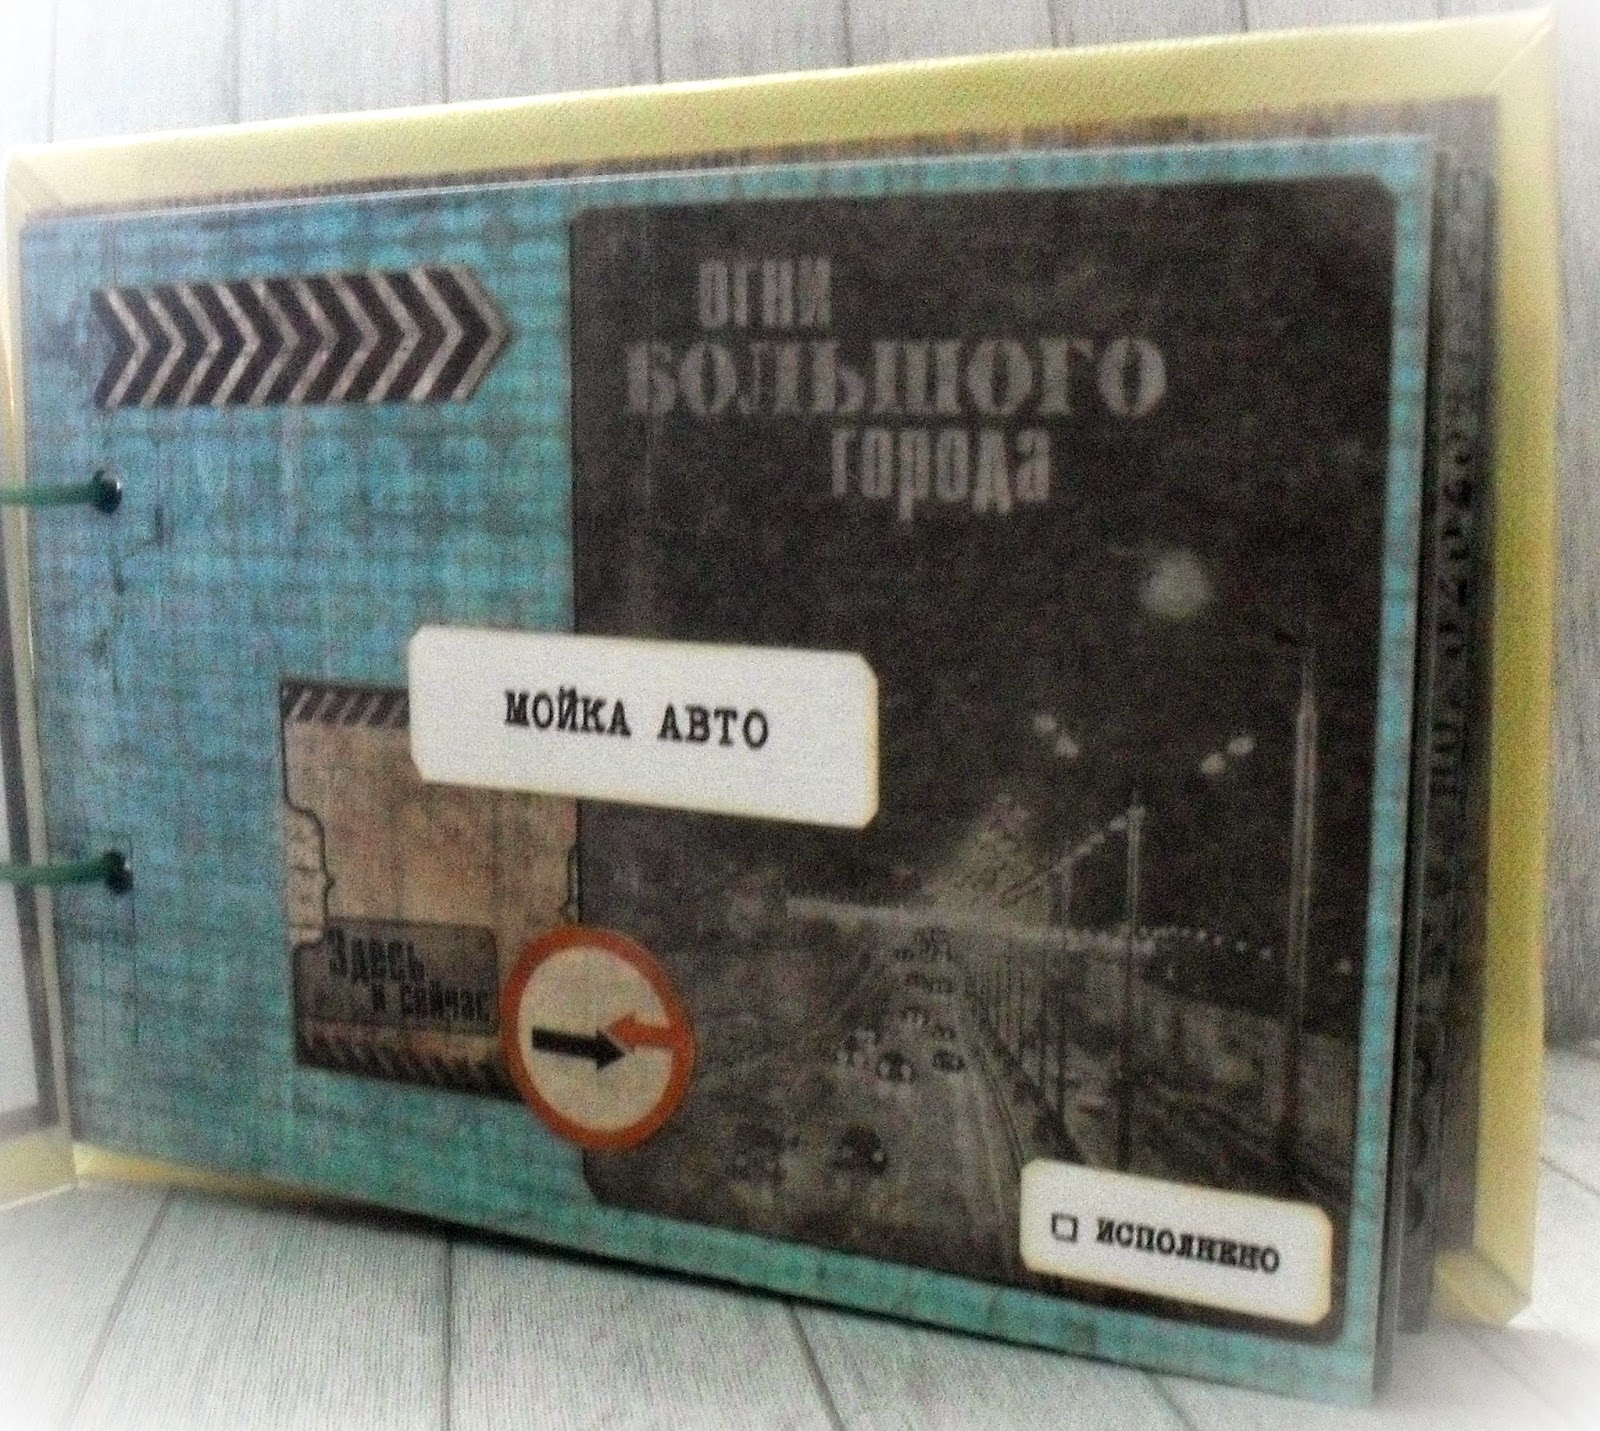 ОГНИ
БОЛЬШОГО
города
МОЙКА АВТО
Здесь
и сейчас
ИСПОЛНЕНО